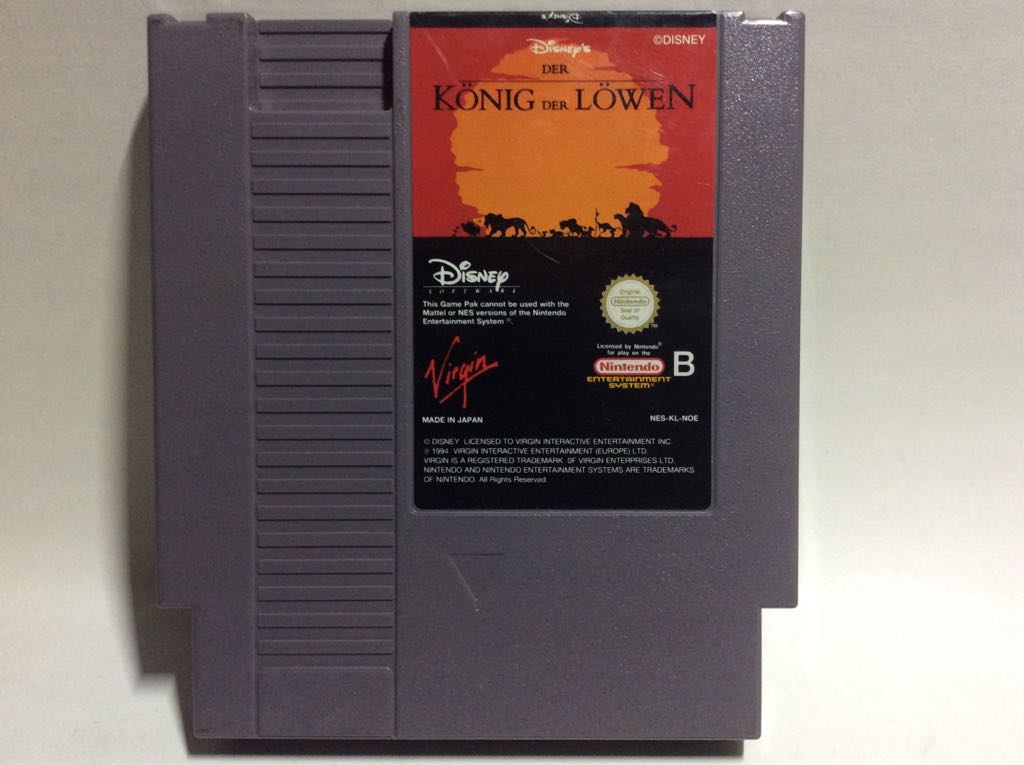 DISNEY'S
DISNEY'S
©DISNEY
DER
KÖNIG DER LÖWEN
DISNEY
SOFTWARE
This Game Pak cannot be used with the
Mattel or NES versions of the Nintendo
Entertainment System®.
Original
Nintendo
Seal of
Quality
TM
Licensed by Nintendo®
for play on the
Nintendo
ENTERTAINMENT
SYSTEM®
B
Virgin
MADE IN JAPAN
NES-KL-NOE
© DISNEY LICENSED TO VIRGIN INTERACTIVE ENTERTAINMENT INC.
℗ 1994 VIRGIN INTERACTIVE ENTERTAINMENT (EUROPE) LTD.
VIRGIN IS A REGISTERED TRADEMARK OF VIRGIN ENTERPRISES LTD.
NINTENDO AND NINTENDO ENTERTAINMENT SYSTEMS ARE TRADEMARKS
OF NINTENDO. All Rights Reserved.